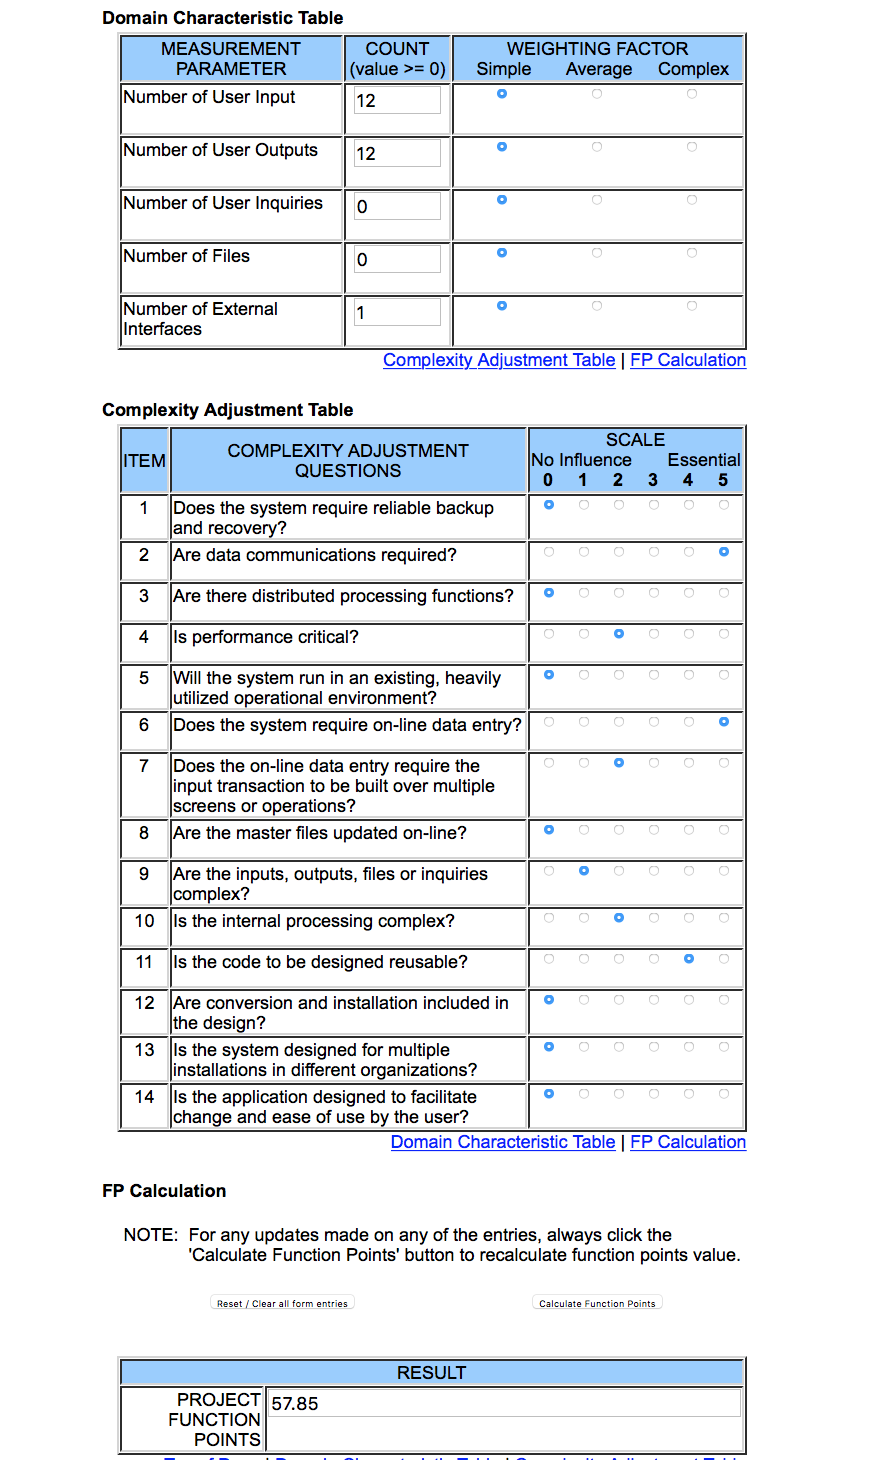 Domain Characteristic Table
MEASUREMENT PARAMETER
COUNT (value >= 0)
WEIGHTING FACTOR
Simple Average Complex
Number of User Input 12
Number of User Outputs 12
Number of User Inquiries 0
Number of Files 0
Number of External 1
Interfaces
Complexity Adjustment Table | FP Calculation
Complexity Adjustment Table
ITEM
COMPLEXITY ADJUSTMENT
QUESTIONS
SCALE
No Influence Essential
0 1 2 3 4 5
1 Does the system require reliable backup
and recovery?
2 Are data communications required?
3 Are there distributed processing functions?
4 Is performance critical?
5 Will the system run in an existing, heavily
utilized operational environment?
6 Does the system require on-line data entry?
7 Does the on-line data entry require the
input transaction to be built over multiple
screens or operations?
8 Are the master files updated on-line?
9 Are the inputs, outputs, files or inquiries
complex?
10 Is the internal processing complex?
11 Is the code to be designed reusable?
12 Are conversion and installation included in
the design?
13 Is the system designed for multiple
installations in different organizations?
14 Is the application designed to facilitate
change and ease of use by the user?
Domain Characteristic Table | FP Calculation
FP Calculation
NOTE: For any updates made on any of the entries, always click the
'Calculate Function Points' button to recalculate function points value.
Reset / Clear all form entries Calculate Function Points
RESULT
PROJECT 57.85
FUNCTION
POINTS